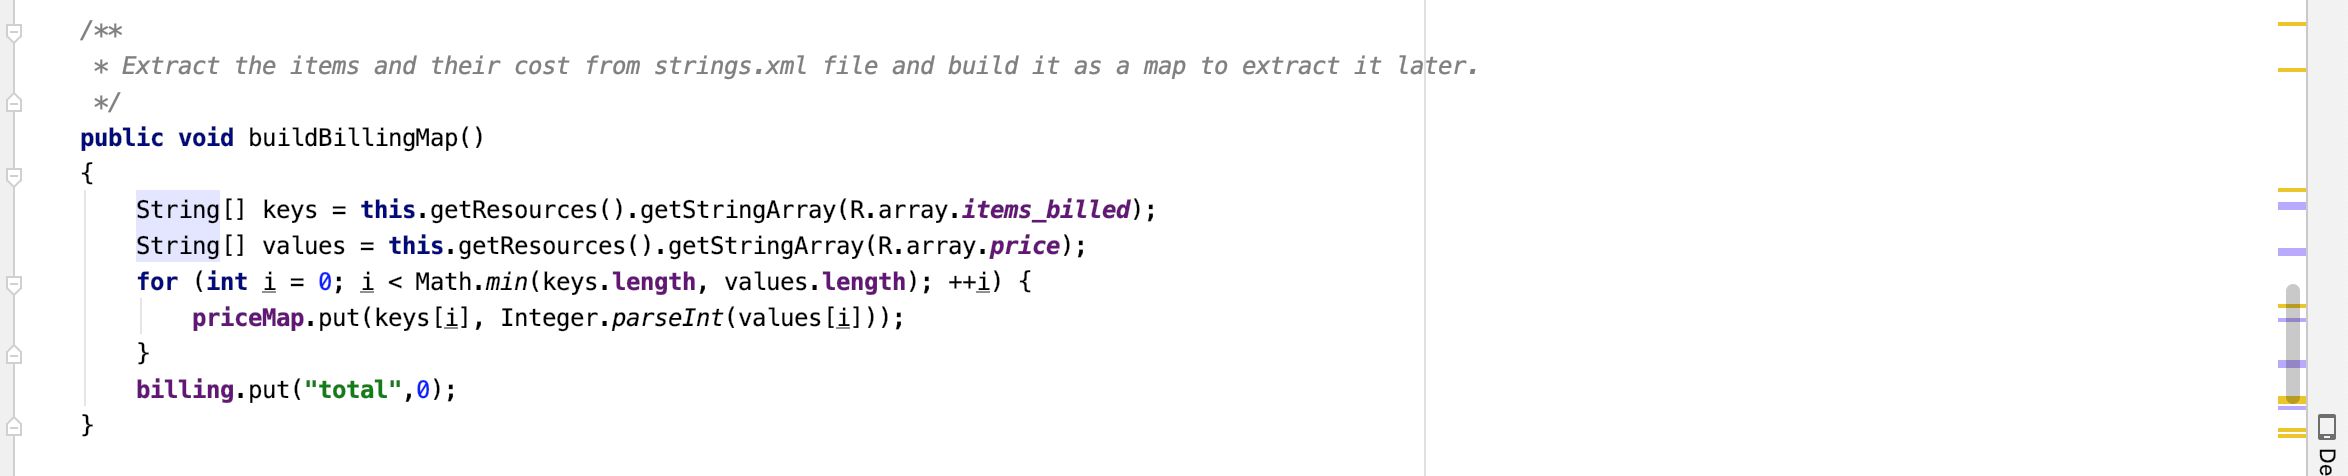 /**
 * Extract the items and their cost from strings.xml file and build it as a map to extract it later.
 */
public void buildBillingMap()
{
    String[] keys = this.getResources().getStringArray(R.array.items_billed);
    String[] values = this.getResources().getStringArray(R.array.price);
    for (int i = 0; i < Math.min(keys.length, values.length); ++i) {
        priceMap.put(keys[i], Integer.parseInt(values[i]));
    }
    billing.put("total",0);
}
De